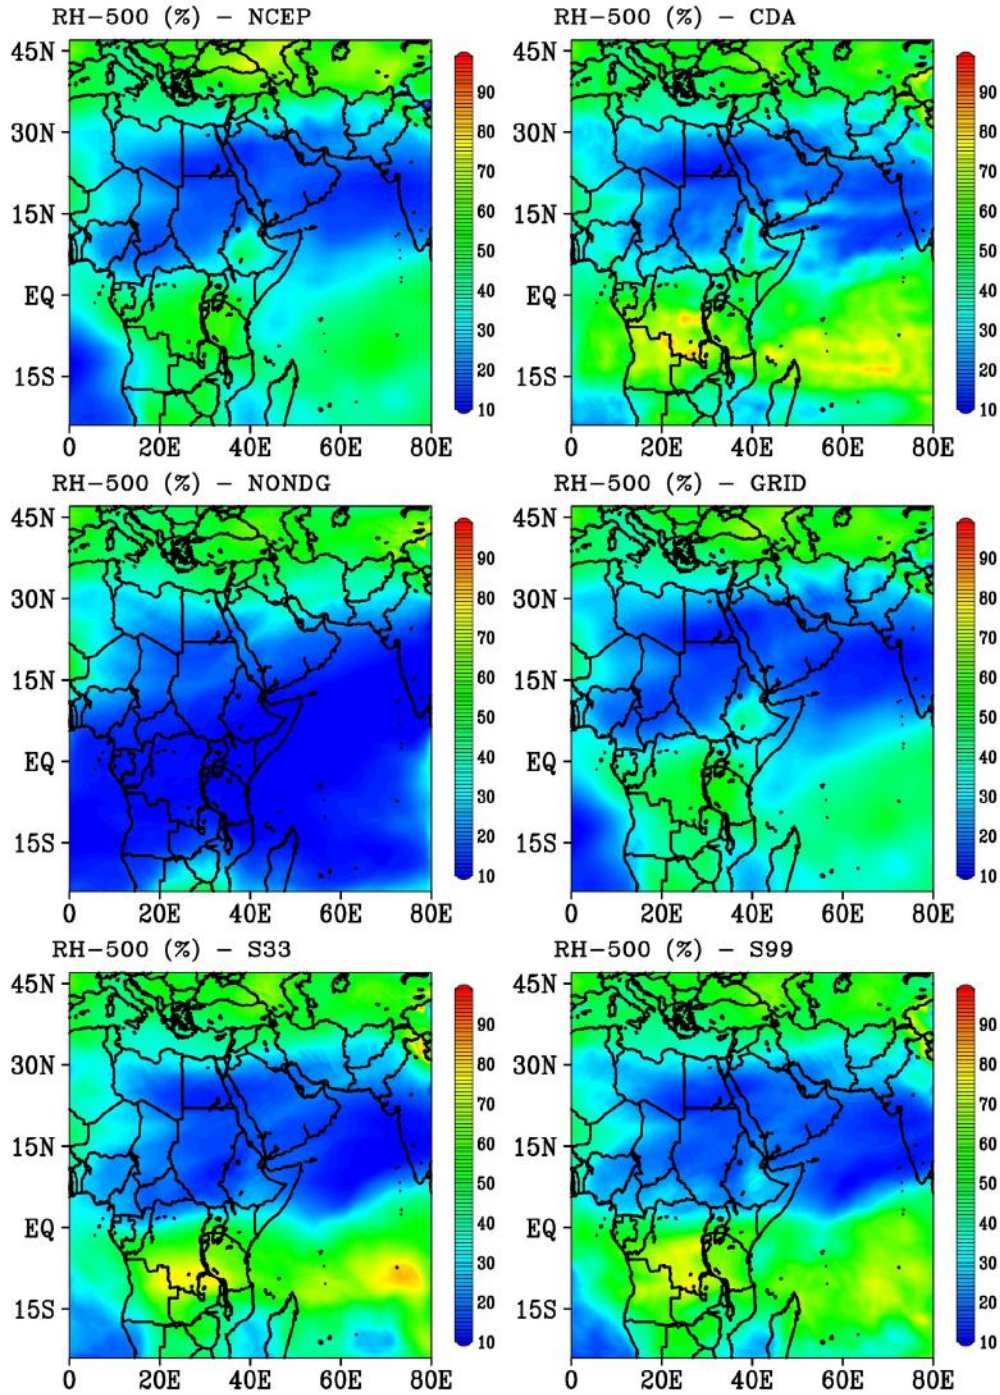 RH-500 (%) - NCEP
45N
30N
15N
EQ
15S
0 20E 40E 60E 80E
90
80
70
60
50
40
30
20
10
RH-500 (%) - CDA
45N
30N
15N
EQ
15S
0 20E 40E 60E 80E
90
80
70
60
50
40
30
20
10
RH-500 (%) - NONDG
45N
30N
15N
EQ
15S
0 20E 40E 60E 80E
90
80
70
60
50
40
30
20
10
RH-500 (%) - GRID
45N
30N
15N
EQ
15S
0 20E 40E 60E 80E
90
80
70
60
50
40
30
20
10
RH-500 (%) - S33
45N
30N
15N
EQ
15S
0 20E 40E 60E 80E
90
80
70
60
50
40
30
20
10
RH-500 (%) - S99
45N
30N
15N
EQ
15S
0 20E 40E 60E 80E
90
80
70
60
50
40
30
20
10